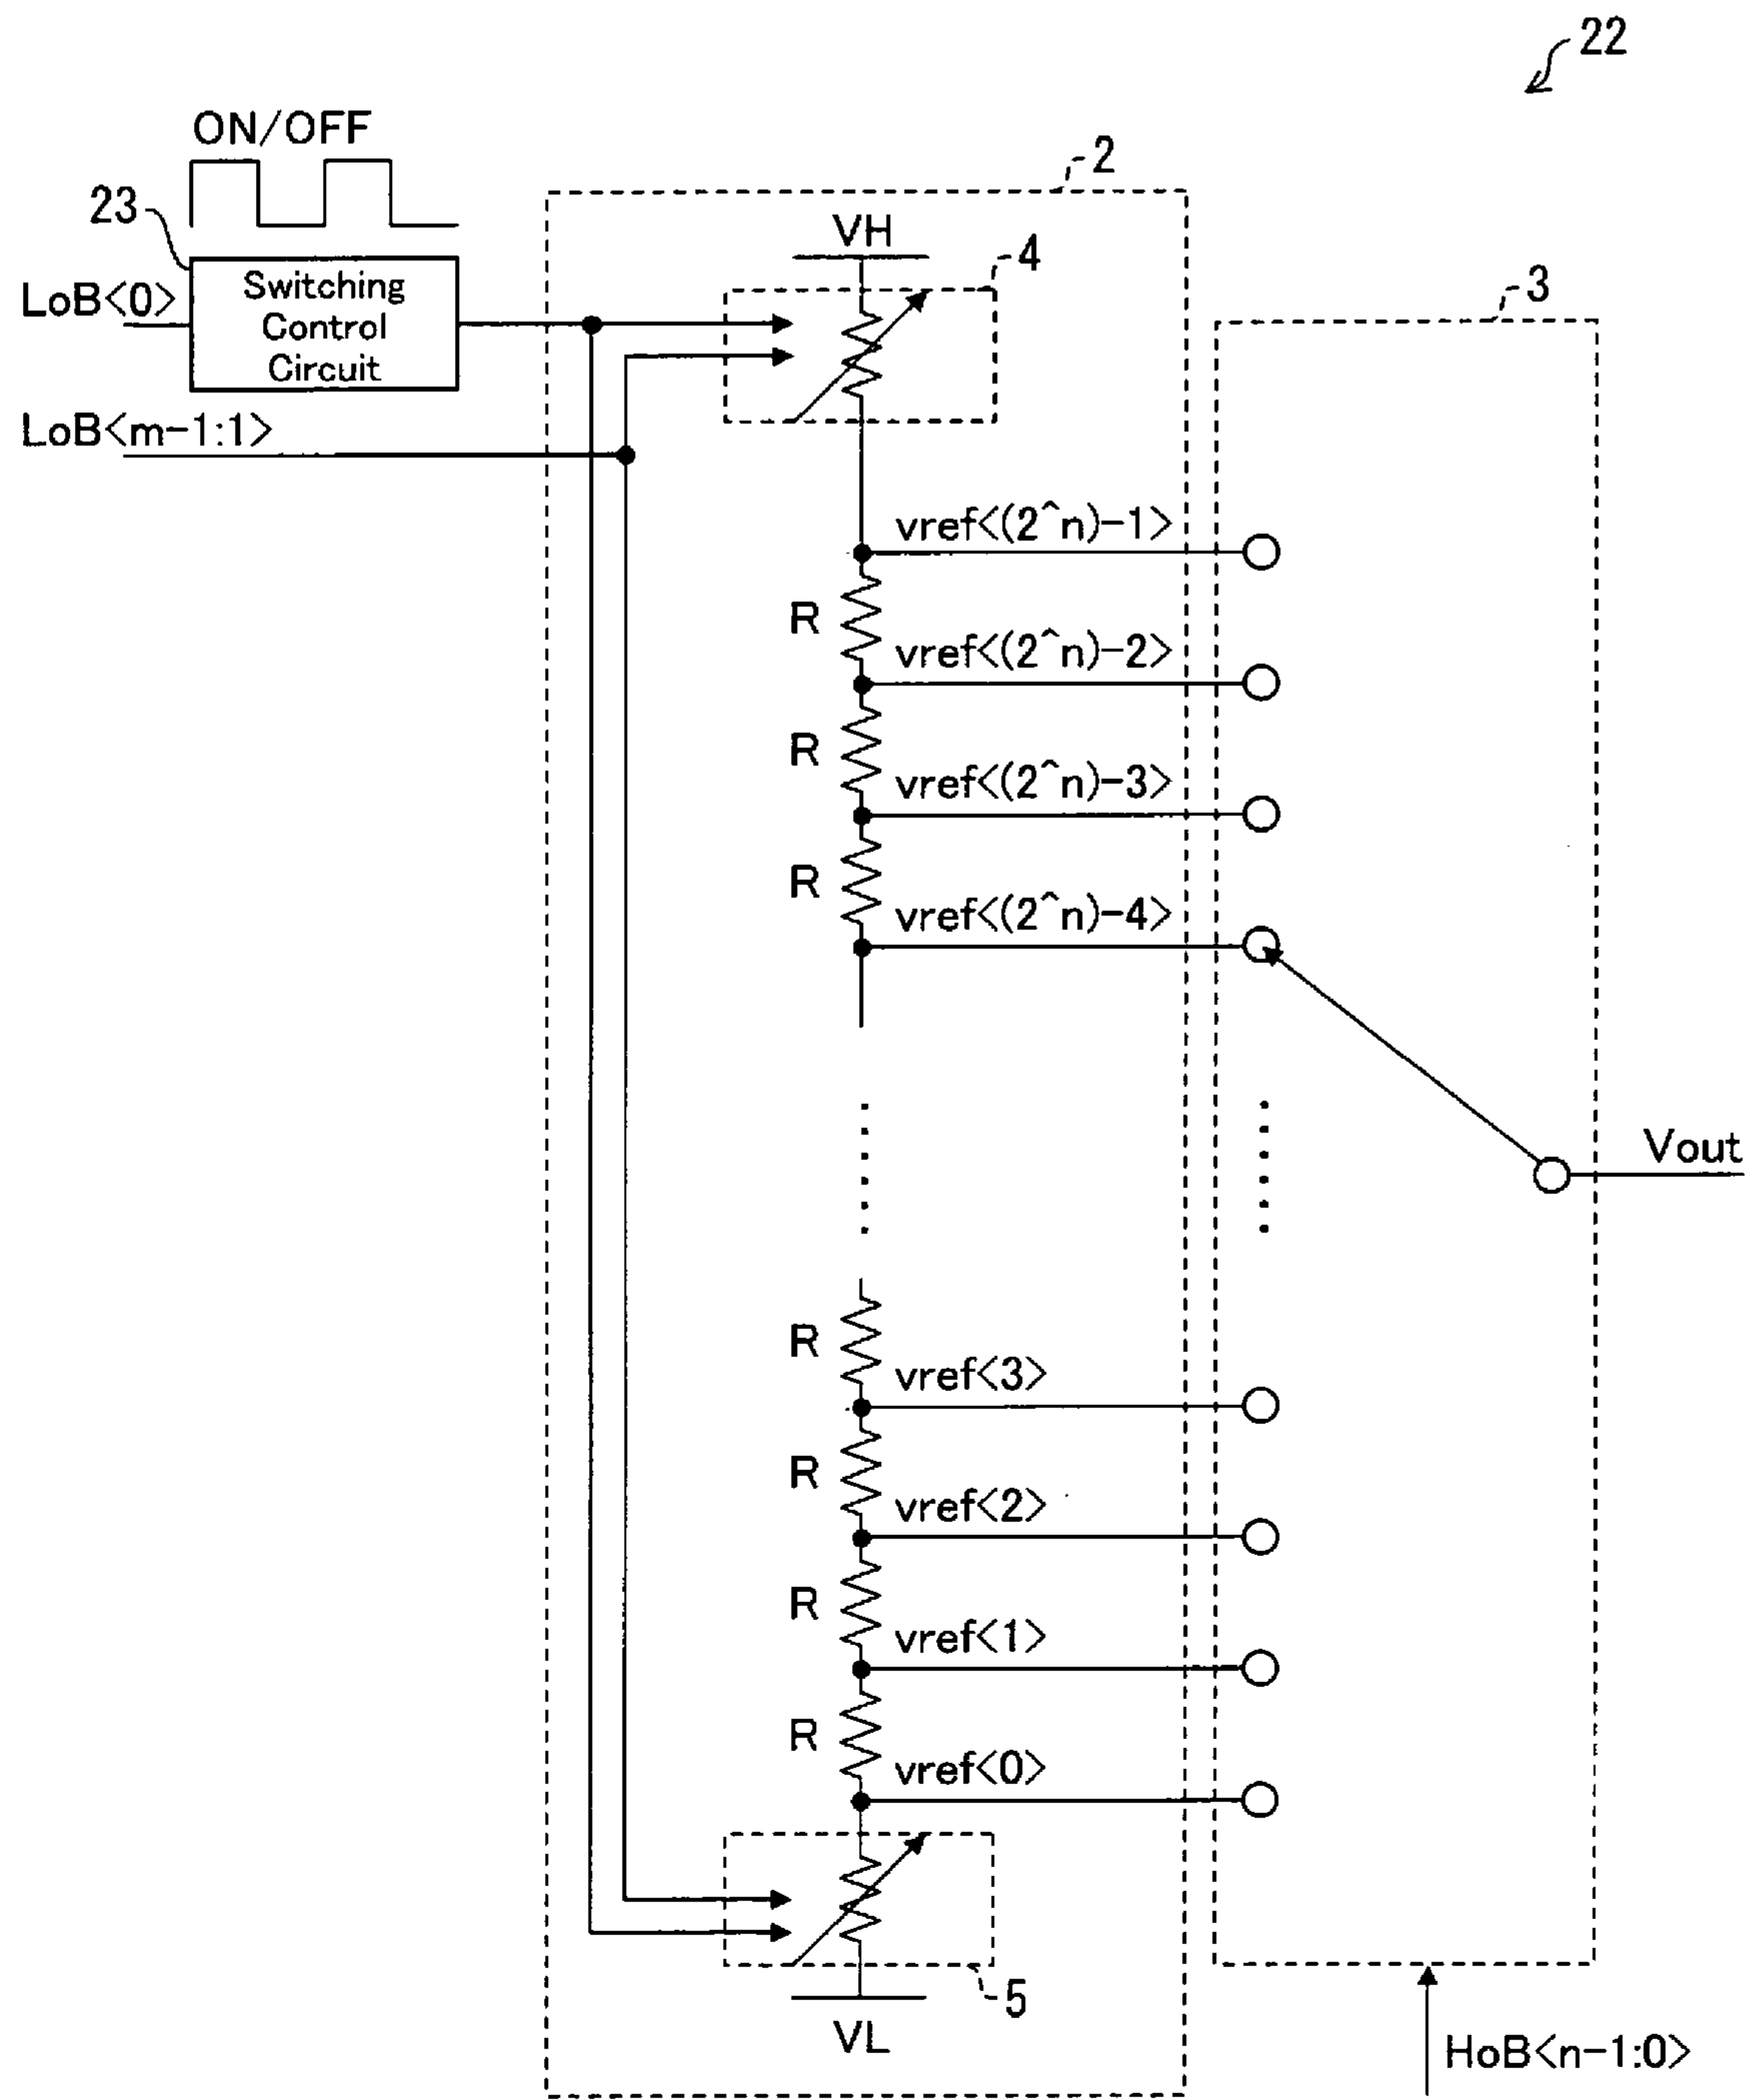 22
ON/OFF
2
23
VH
4
LoB<0>
Switching
Control
Circuit
3
LoB<m-1:1>
vref<(2^n)-1>
R
vref<(2^n)-2>
R
vref<(2^n)-3>
R
vref<(2^n)-4>
Vout
R
vref<3>
R
vref<2>
R
vref<1>
R
vref<0>
5
VL
HoB<n-1:0>